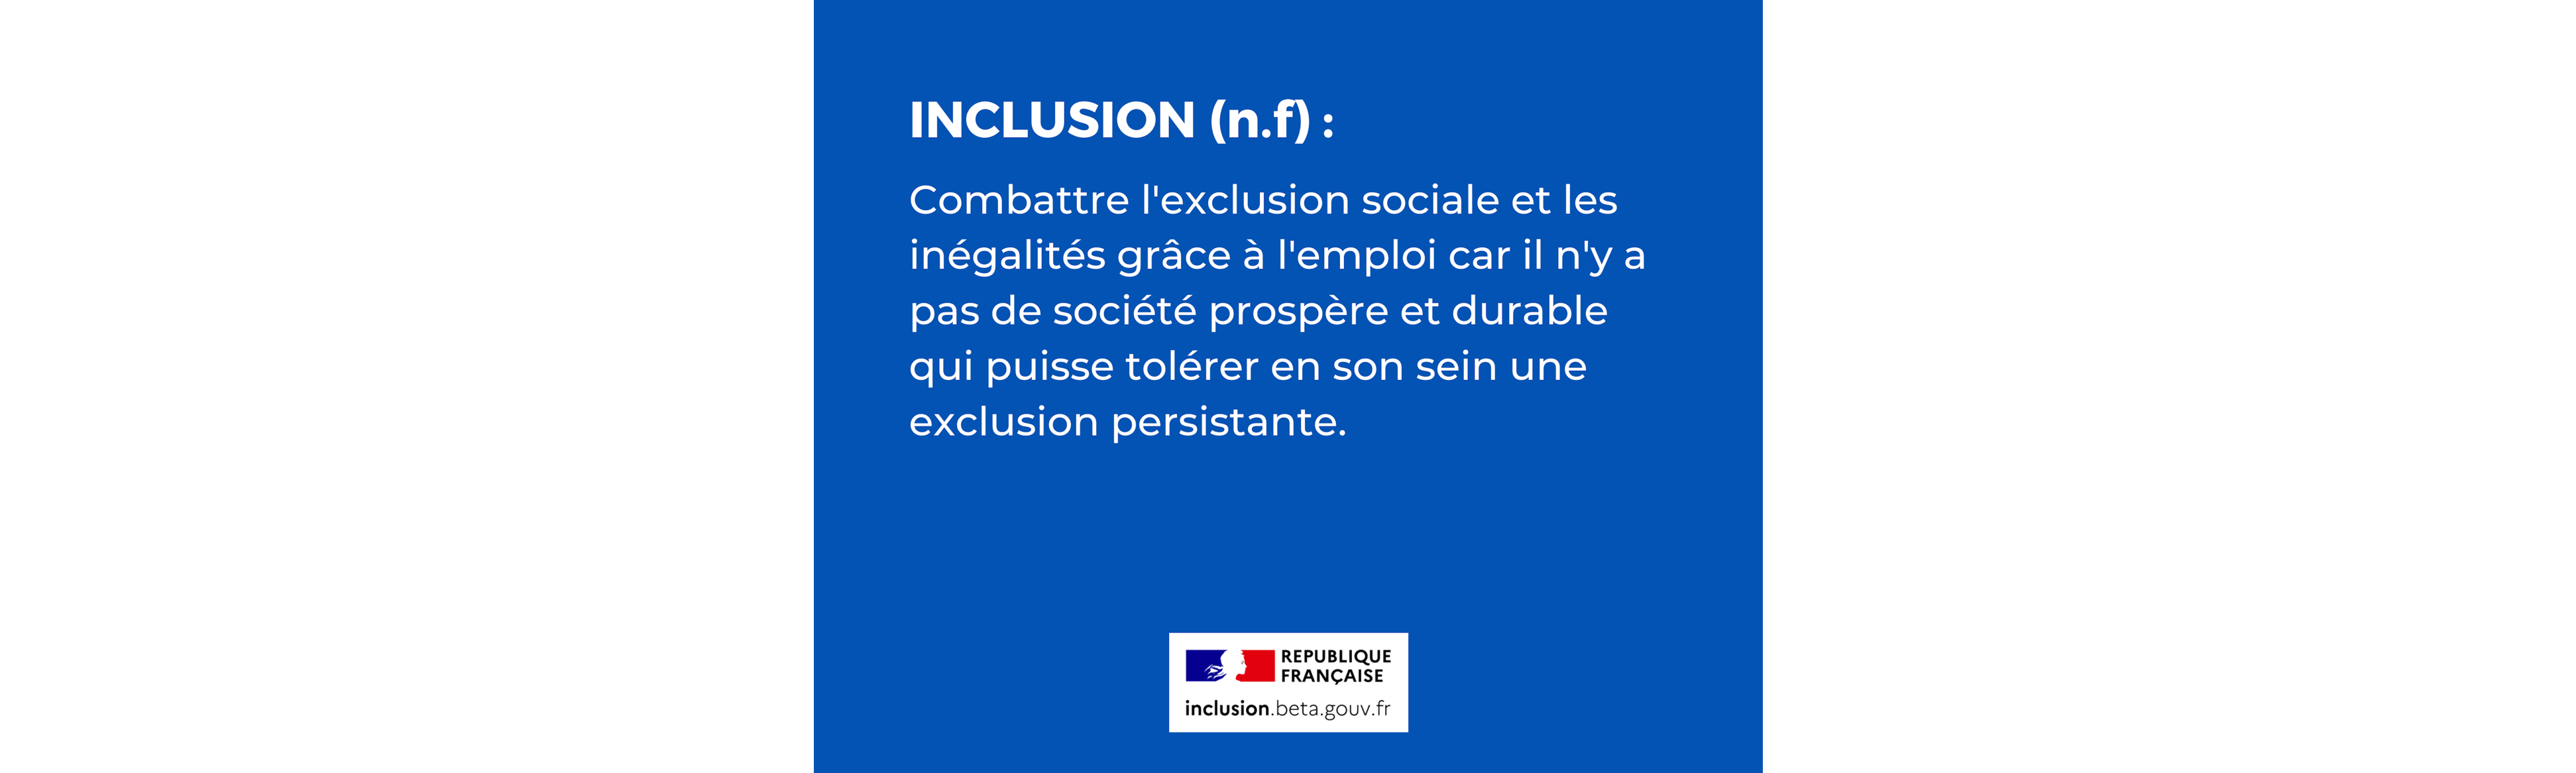 INCLUSION (n.f) :
Combattre l'exclusion sociale et les
inégalités grâce à l'emploi car il n'y a
pas de société prospère et durable
qui puisse tolérer en son sein une
exclusion persistante.
REPUBLIQUE
FRANÇAISE
inclusion.beta.gouv.fr